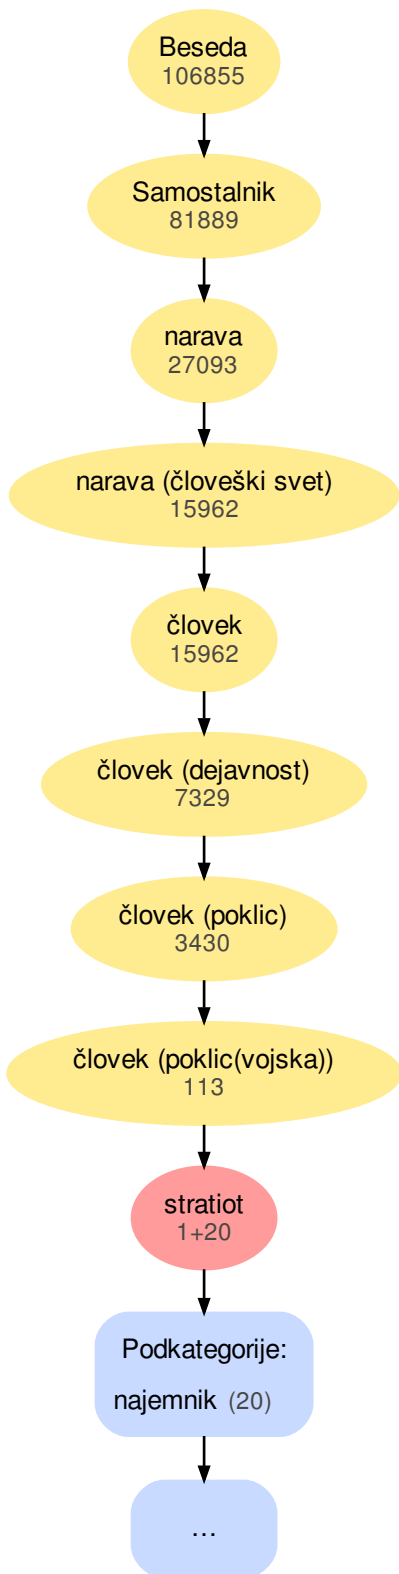 Beseda
106855
Samostalnik
81889
narava
27093
narava (človeški svet)
15962
človek
15962
človek (dejavnost)
7329
človek (poklic)
3430
človek (poklic(vojska))
113
stratiot
1+20
Podkategorije:
najemnik (20)
...